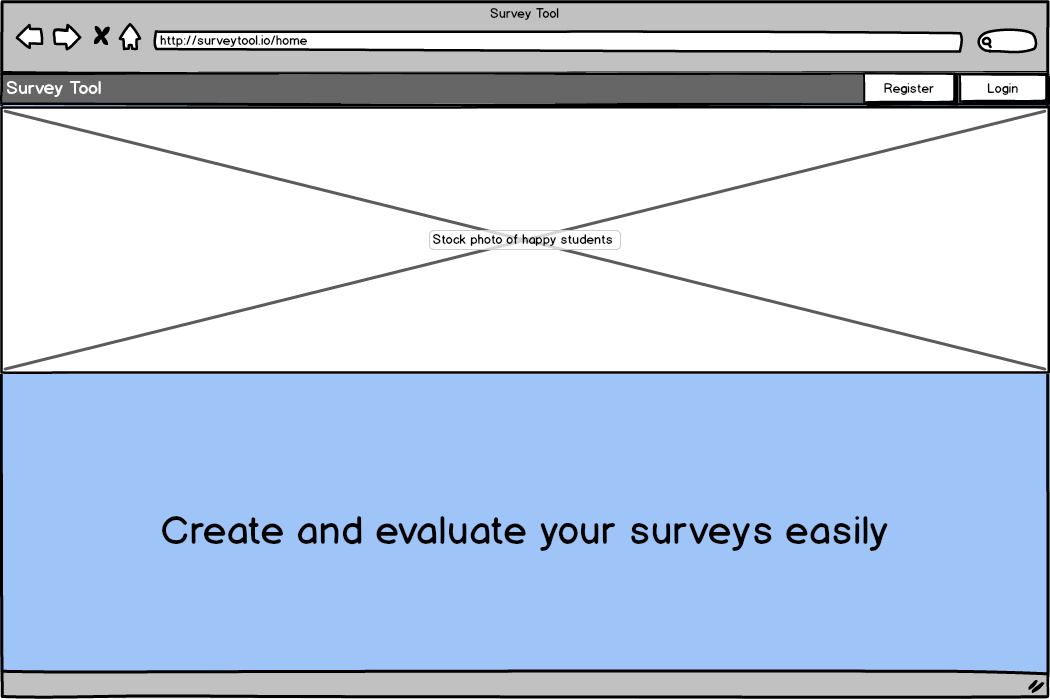 Survey Tool
http://surveytool.io/home
Survey Tool
Register
Login
Stock photo of happy students
Create and evaluate your surveys easily